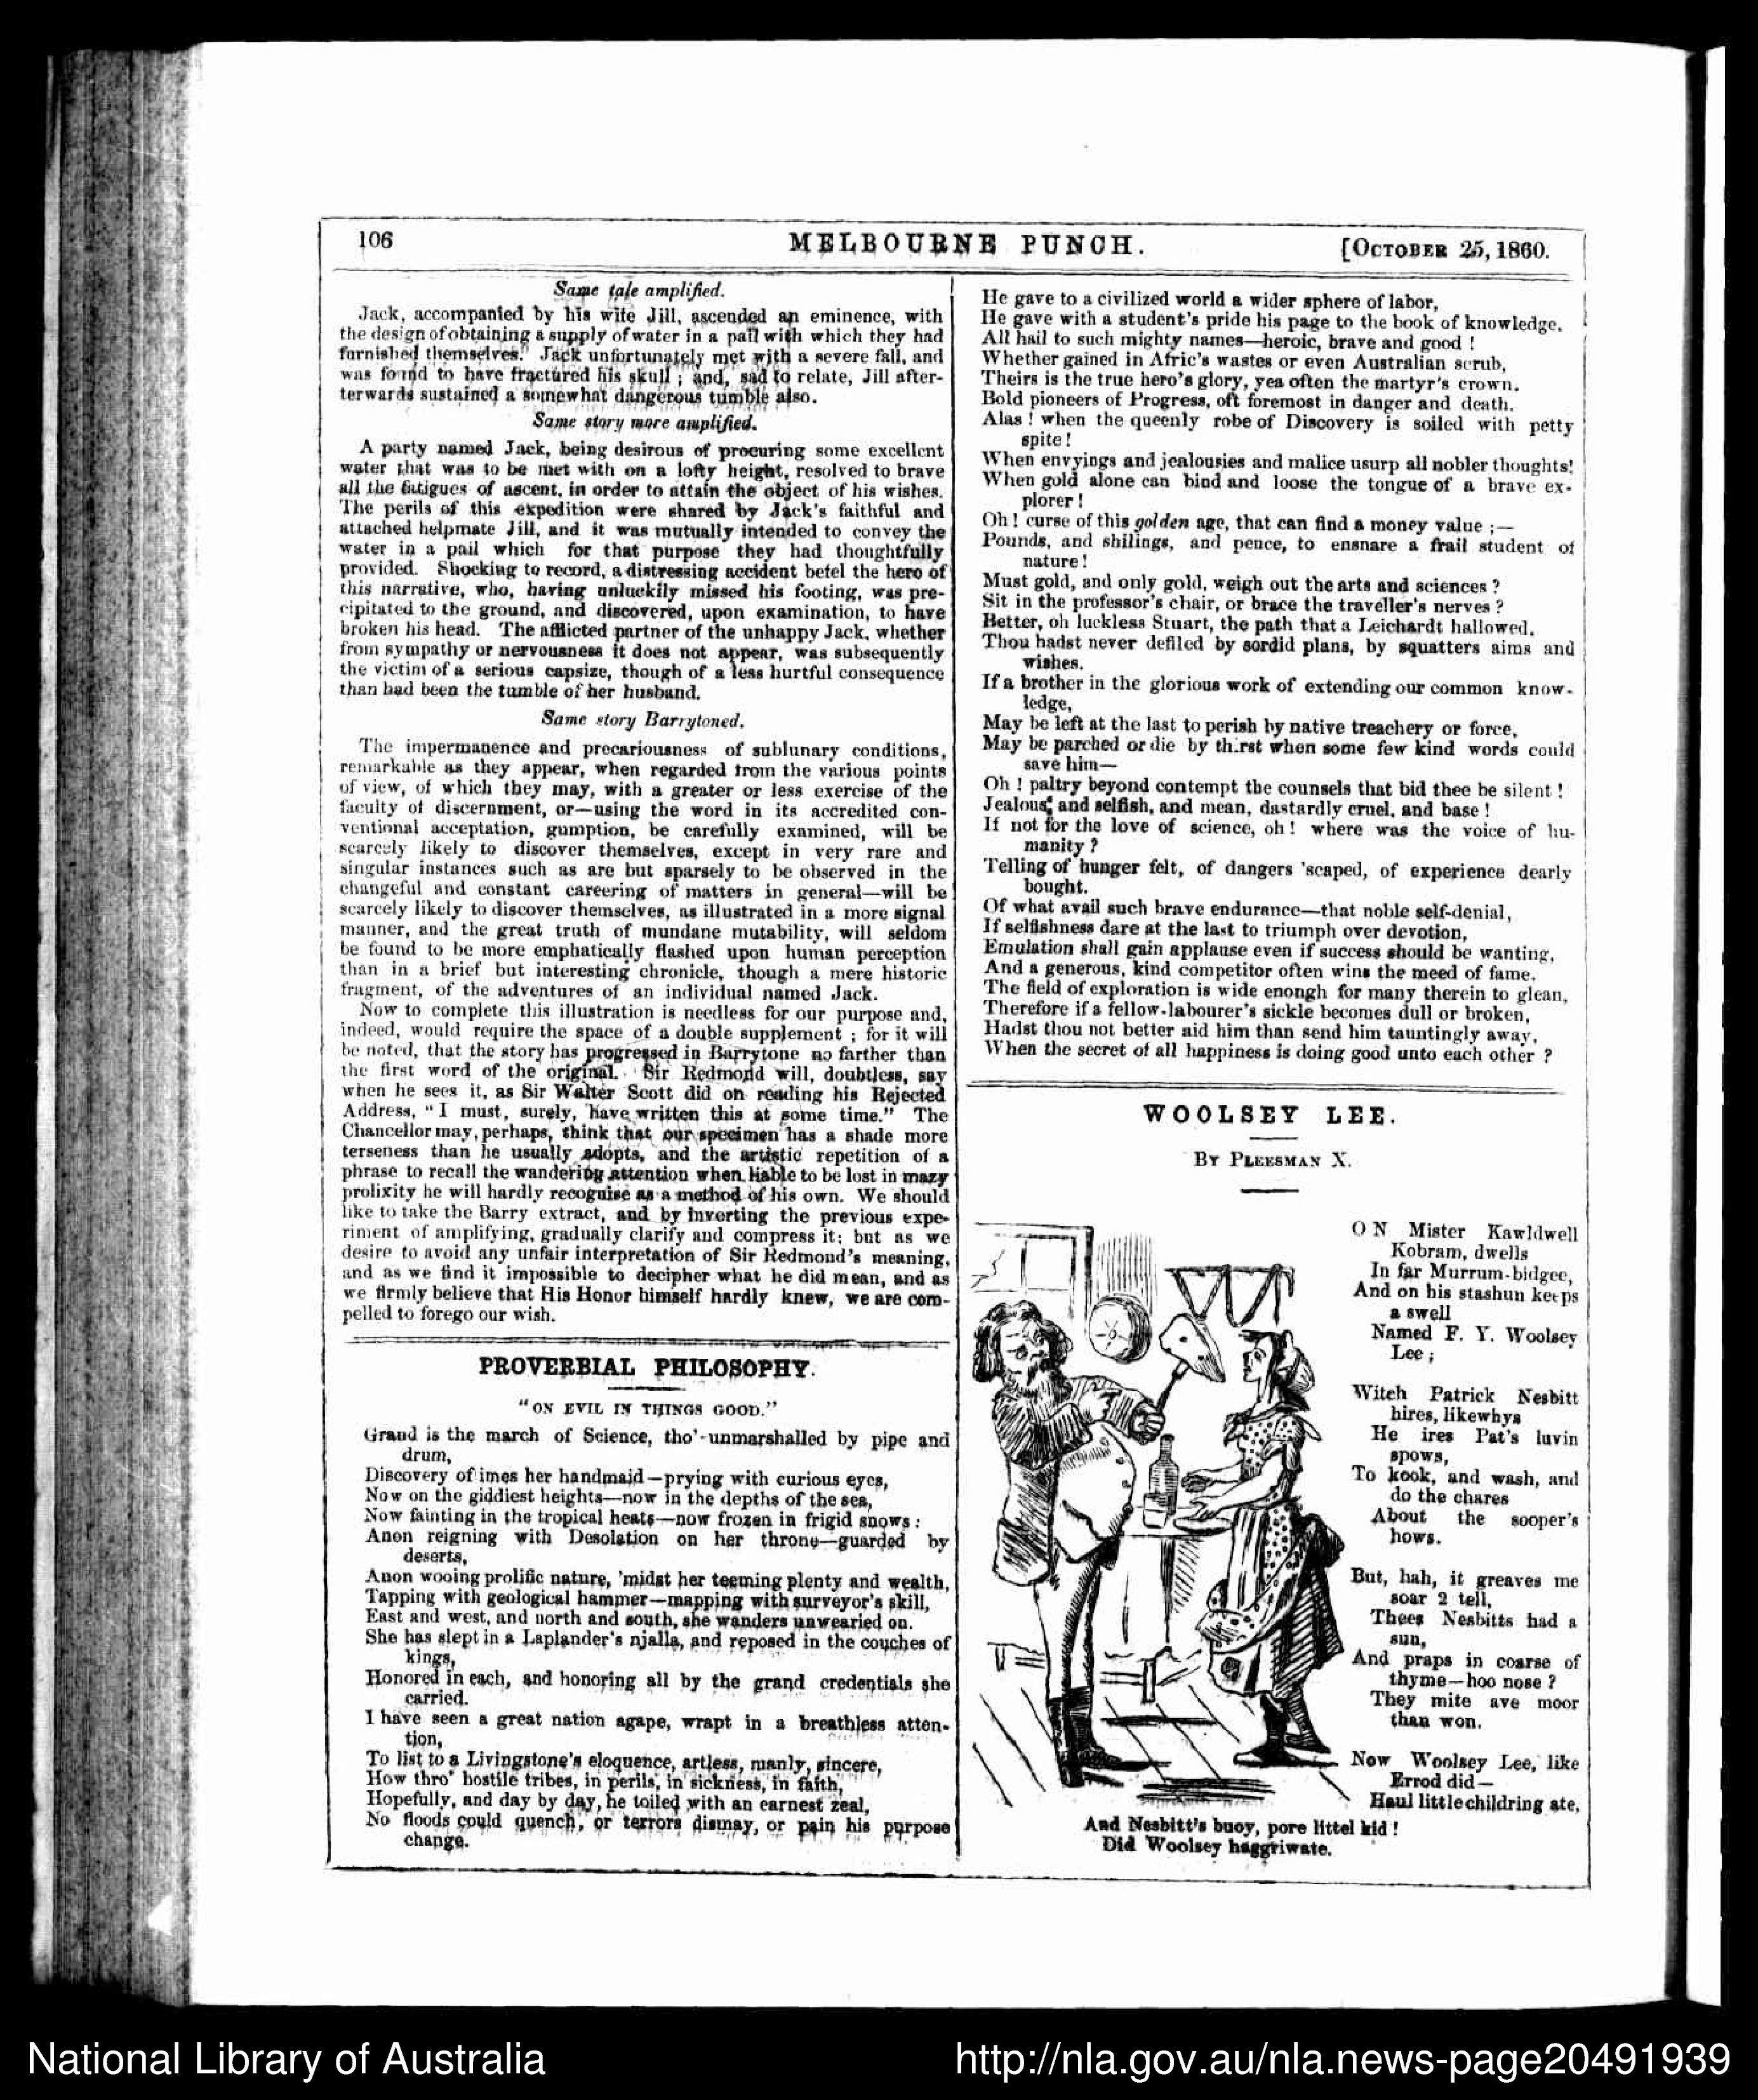 106
MELBOURNE PUNCH.
[OCTOBER 25, 1860.
Same tale amplified.
Jack, accompanied by his wife Jill, ascended an eminence, with
the design of obtaining a supply of water in a pail with which they had
furnished themselves. Jack unfortunately met with a severe fall, and
was found to have fractured his skull; and, sad to relate, Jill after-
terwards sustained a somewhat dangerous tumble also.
Same story more amplified.
A party named Jack, being desirous of procuring some excellent
water that was to be met with on a lofty height, resolved to brave
all the fatigues of ascent, in order to attain the object of his wishes.
The perils of this expedition were shared by Jack's faithful and
attached helpmate Jill, and it was mutually intended to convey the
water in a pail which for that purpose they had thoughtfully
provided. Shocking to record, a distressing accident befel the hero of
this narrative, who, having unluckily missed his footing, was pre-
cipitated to the ground, and discovered, upon examination, to have
broken his head. The afflicted partner of the unhappy Jack, whether
from sympathy or nervousness it does not appear, was subsequently
the victim of a serious capsize, though of a less hurtful consequence
than had been the tumble of her husband.
Same story Barrytoned.
The impermanence and precariousness of sublunary conditions,
remarkable as they appear, when regarded from the various points
of view, of which they may, with a greater or less exercise of the
faculty of discernment, or—using the word in its accredited con-
ventional acceptation, gumption, be carefully examined, will be
scarcely likely to discover themselves, except in very rare and
singular instances such as are but sparsely to be observed in the
changeful and constant careering of matters in general—will be
scarcely likely to discover themselves, as illustrated in a more signal
manner, and the great truth of mundane mutability, will seldom
be found to be more emphatically flashed upon human perception
than in a brief but interesting chronicle, though a mere historic
fragment, of the adventures of an individual named Jack.
Now to complete this illustration is needless for our purpose and,
indeed, would require the space of a double supplement; for it will
be noted, that the story has progressed in Barrytone no farther than
the first word of the original. Sir Redmond will, doubtless, say
when he sees it, as Sir Walter Scott did on reading his Rejected
Address, "I must, surely, have written this at some time." The
Chancellor may, perhaps, think that our specimen has a shade more
terseness than he usually adopts, and the artistic repetition of a
phrase to recall the wandering attention when liable to be lost in mazy
prolixity he will hardly recognise as a method of his own. We should
like to take the Barry extract, and by inverting the previous expe-
riment of amplifying, gradually clarify and compress it; but as we
desire to avoid any unfair interpretation of Sir Redmond's meaning,
and as we find it impossible to decipher what he did mean, and as
we firmly believe that His Honor himself hardly knew, we are com-
pelled to forego our wish.
PROVERBIAL PHILOSOPHY.
"ON EVIL IN THINGS GOOD."
Grand is the march of Science, tho' unmarshalled by pipe and
drum,
Discovery of imes her handmaid—prying with curious eyes,
Now on the giddiest heights—now in the depths of the sea,
Now fainting in the tropical heats—now frozen in frigid snows:
Anon reigning with Desolation on her throne—guarded by
deserts,
Anon wooing prolific nature, 'midst her teeming plenty and wealth,
Tapping with geological hammer—mapping with surveyor's skill,
East and west, and north and south, she wanders unwearied on.
She has slept in a Laplander's njalla, and reposed in the couches of
kings,
Honored in each, and honoring all by the grand credentials she
carried.
I have seen a great nation agape, wrapt in a breathless atten-
tion,
To list to a Livingstone's eloquence, artless, manly, sincere,
How thro' hostile tribes, in perils, in sickness, in faith,
Hopefully, and day by day, he toiled with an earnest zeal,
No floods could quench, or terrors dismay, or pain his purpose
change.
He gave to a civilized world a wider sphere of labor,
He gave with a student's pride his page to the book of knowledge.
All hail to such mighty names—heroic, brave and good!
Whether gained in Afric's wastes or even Australian scrub,
Theirs is the true hero's glory, yea often the martyr's crown.
Bold pioneers of Progress, oft foremost in danger and death.
Alas! when the queenly robe of Discovery is soiled with petty
spite!
When envyings and jealousies and malice usurp all nobler thoughts!
When gold alone can bind and loose the tongue of a brave ex-
plorer!
Oh! curse of this golden age, that can find a money value;—
Pounds, and shilings, and pence, to ensnare a frail student of
nature!
Must gold, and only gold, weigh out the arts and sciences?
Sit in the professor's chair, or brace the traveller's nerves?
Better, oh luckless Stuart, the path that a Leichardt hallowed,
Thou hadst never defiled by sordid plans, by squatters aims and
wishes.
If a brother in the glorious work of extending our common know-
ledge,
May be left at the last to perish by native treachery or force,
May be parched or die by thirst when some few kind words could
save him—
Oh! paltry beyond contempt the counsels that bid thee be silent!
Jealous, and selfish, and mean, dastardly cruel, and base!
If not for the love of science, oh! where was the voice of hu-
manity?
Telling of hunger felt, of dangers 'scaped, of experience dearly
bought.
Of what avail such brave endurance—that noble self-denial,
If selfishness dare at the last to triumph over devotion,
Emulation shall gain applause even if success should be wanting,
And a generous, kind competitor often wins the meed of fame.
The field of exploration is wide enongh for many therein to glean,
Therefore if a fellow-labourer's sickle becomes dull or broken,
Hadst thou not better aid him than send him tauntingly away,
When the secret of all happiness is doing good unto each other?
WOOLSEY LEE.
BY PLEESMAN X.
ON Mister Kawldwell
Kobram, dwells
In far Murrum-bidgee,
And on his stashun keeps
a swell
Named F. Y. Woolsey
Lee;
Witch Patrick Nesbitt
hires, likewhys
He ires Pat's luvin
spows,
To kook, and wash, and
do the chares
About the sooper's
hows.
But, hah, it greaves me
soar 2 tell,
Thees Nesbitts had a
sun,
And praps in coarse of
thyme—hoo nose?
They mite ave moor
than won.
Now Woolsey Lee, like
Errod did—
Haul little childring ate,
And Nesbitt's buoy, pore littel kid!
Did Woolsey haggriwate.
National Library of Australia
http://nla.gov.au/nla.news-page20491939